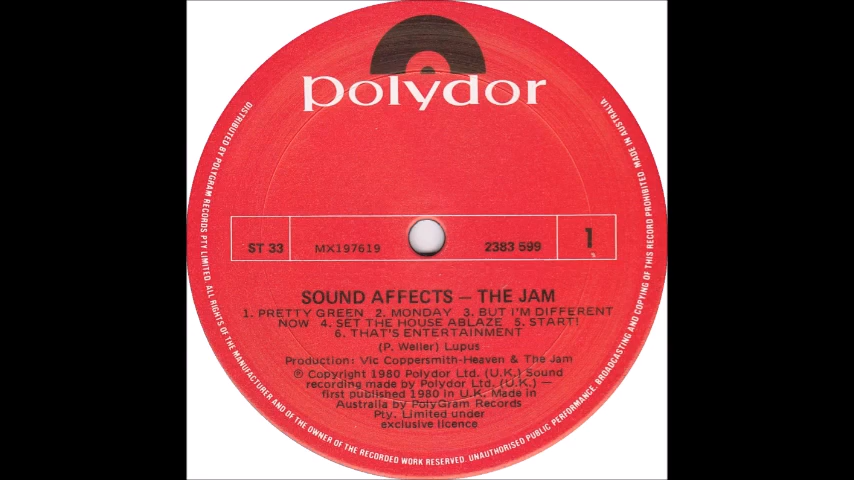 polydor
ST 33
MX197619
2383 599
1
SOUND AFFECTS – THE JAM
1. PRETTY GREEN 2. MONDAY 3. BUT I'M DIFFERENT
NOW 4. SET THE HOUSE ABLAZE 5. START!
6. THAT'S ENTERTAINMENT
(P. Weller) Lupus
Production: Vic Coppersmith-Heaven & The Jam
℗ Copyright 1980 Polydor Ltd. (U.K.) Sound
recording made by Polydor Ltd. (U.K.) —
first published 1980 in U.K. Made in
Australia by PolyGram Records
Pty. Limited under
exclusive licence
DISTRIBUTED BY POLYGRAM RECORDS PTY LIMITED. ALL RIGHTS OF THE MANUFACTURER AND OF THE OWNER OF THE RECORDED WORK RESERVED. UNAUTHORISED PUBLIC PERFORMANCE, BROADCASTING AND COPYING OF THIS RECORD PROHIBITED. MADE IN AUSTRALIA